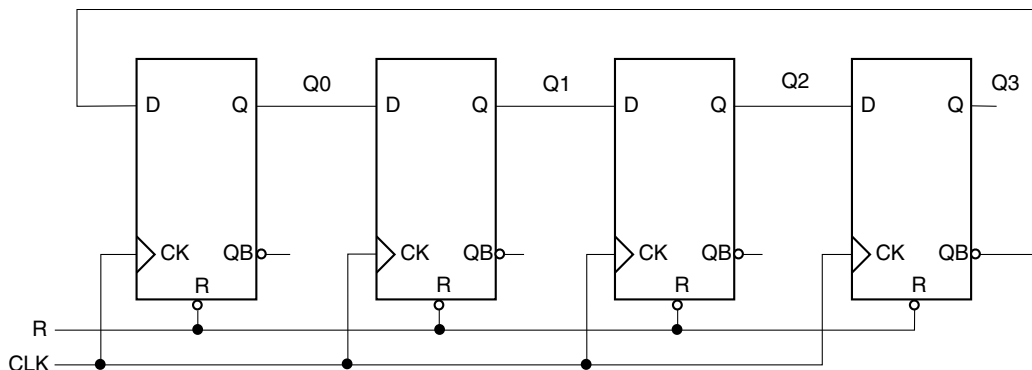 Q0 Q1 Q2 Q3
D Q D Q D Q D Q
CK QB CK QB CK QB CK QB
R R R R
R
CLK